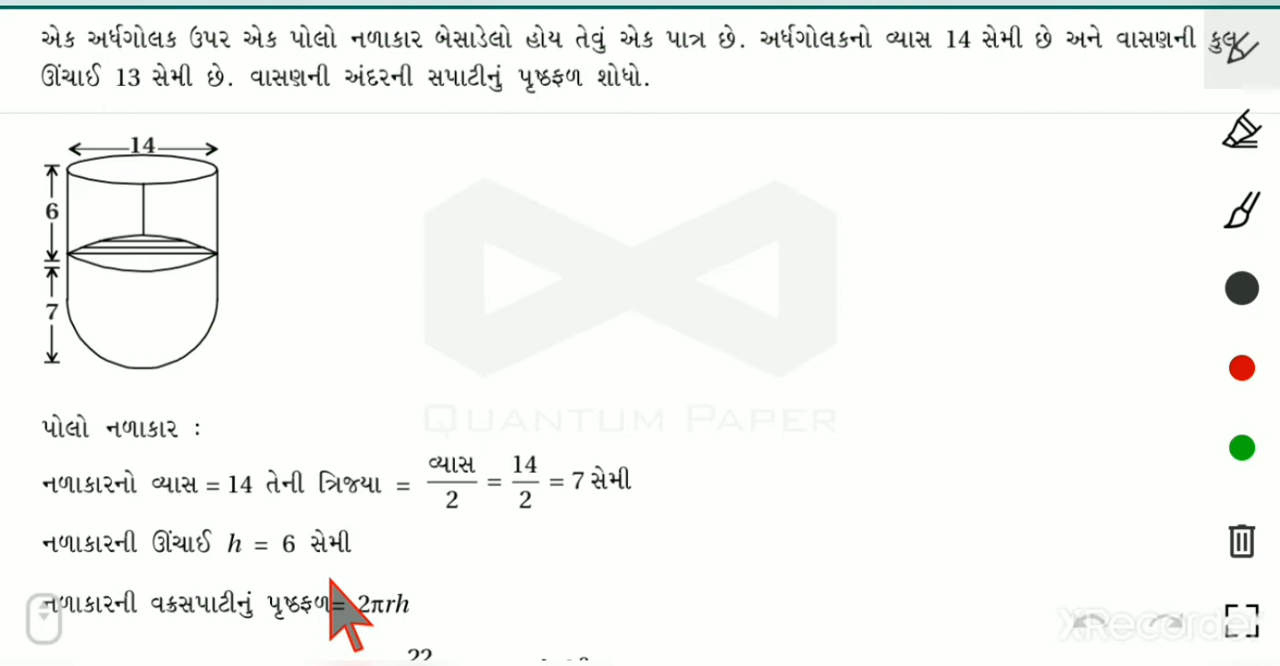 એક અર્ધગોલક ઉપર એક પોલો નળાકાર બેસાડેલો હોય તેવું એક પાત્ર છે. અર્ધગોલકનો વ્યાસ 14 સેમી છે અને વાસણની કુલ
ઊંચાઈ 13 સેમી છે. વાસણની અંદરની સપાટીનું પૃષ્ઠફળ શોધો.
14
6
7
QUANTUM PAPER
પોલો નળાકાર :
નળાકારનો વ્યાસ = 14 તેની ત્રિજ્યા = વ્યાસ/2 = 14/2 = 7 સેમી
નળાકારની ઊંચાઈ h = 6 સેમી
નળાકારની વક્રસપાટીનું પૃષ્ઠફળ = 2πrh
XRecorder
22